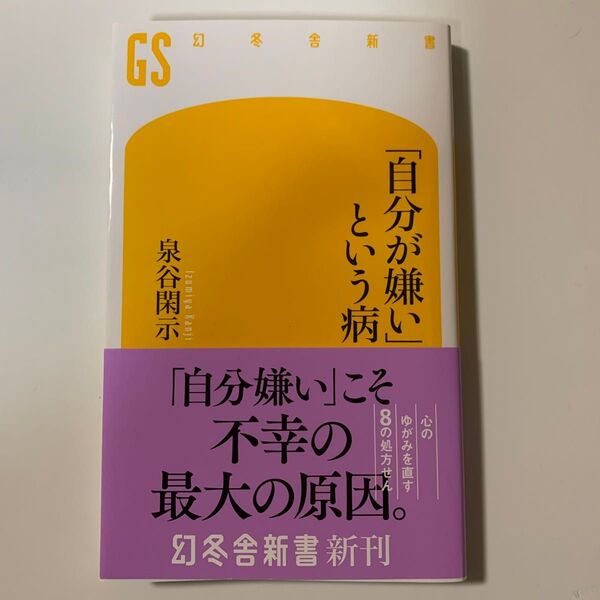 GS 幻冬舎新書
「自分が嫌い」
という病
泉谷閑示
Izumiya Kanji
「自分嫌い」こそ
不幸の
最大の原因。
心の
ゆがみを直す
8の処方せん
幻冬舎新書 新刊